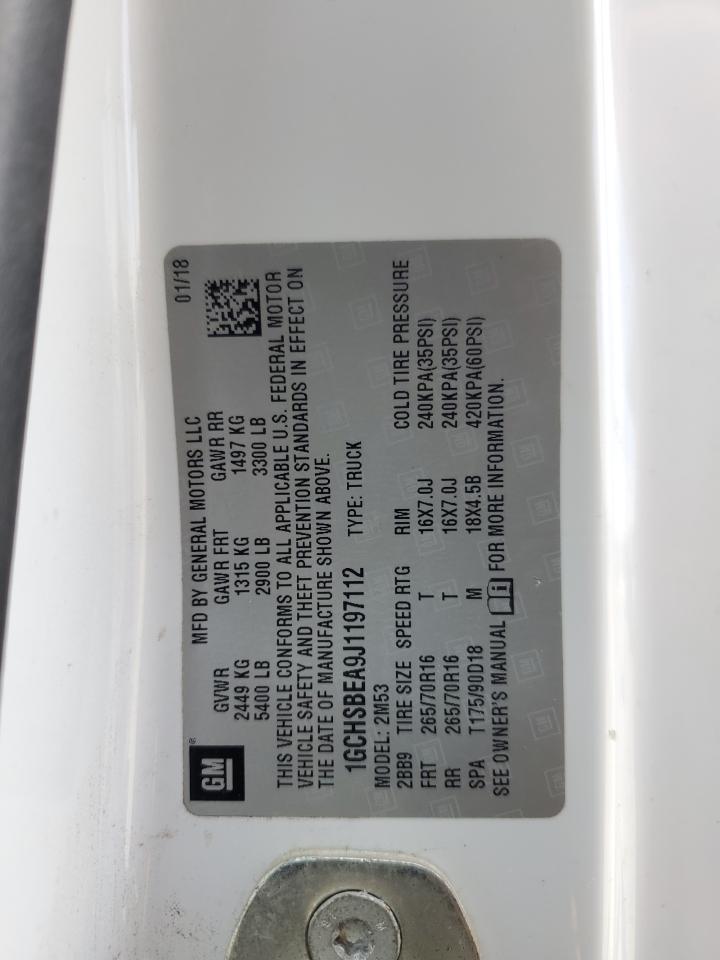 GM
®
MFD BY GENERAL MOTORS LLC 01/18
GVWR GAWR FRT GAWR RR
2449 KG 1315 KG 1497 KG
5400 LB 2900 LB 3300 LB
THIS VEHICLE CONFORMS TO ALL APPLICABLE U.S. FEDERAL MOTOR
VEHICLE SAFETY AND THEFT PREVENTION STANDARDS IN EFFECT ON
THE DATE OF MANUFACTURE SHOWN ABOVE.
1GCHSBEA9J1197112 TYPE: TRUCK
MODEL: 2M53
2BB9 TIRE SIZE SPEED RTG RIM COLD TIRE PRESSURE
FRT 265/70R16 T 16X7.0J 240KPA(35PSI)
RR 265/70R16 T 16X7.0J 240KPA(35PSI)
SPA T175/90D18 M 18X4.5B 420KPA(60PSI)
SEE OWNER'S MANUAL FOR MORE INFORMATION.